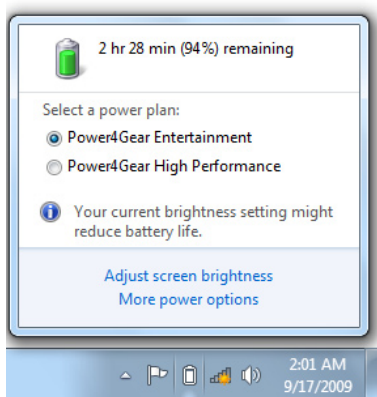 2 hr 28 min (94%) remaining
Select a power plan:
Power4Gear Entertainment
Power4Gear High Performance
Your current brightness setting might
reduce battery life.
Adjust screen brightness
More power options
2:01 AM
9/17/2009